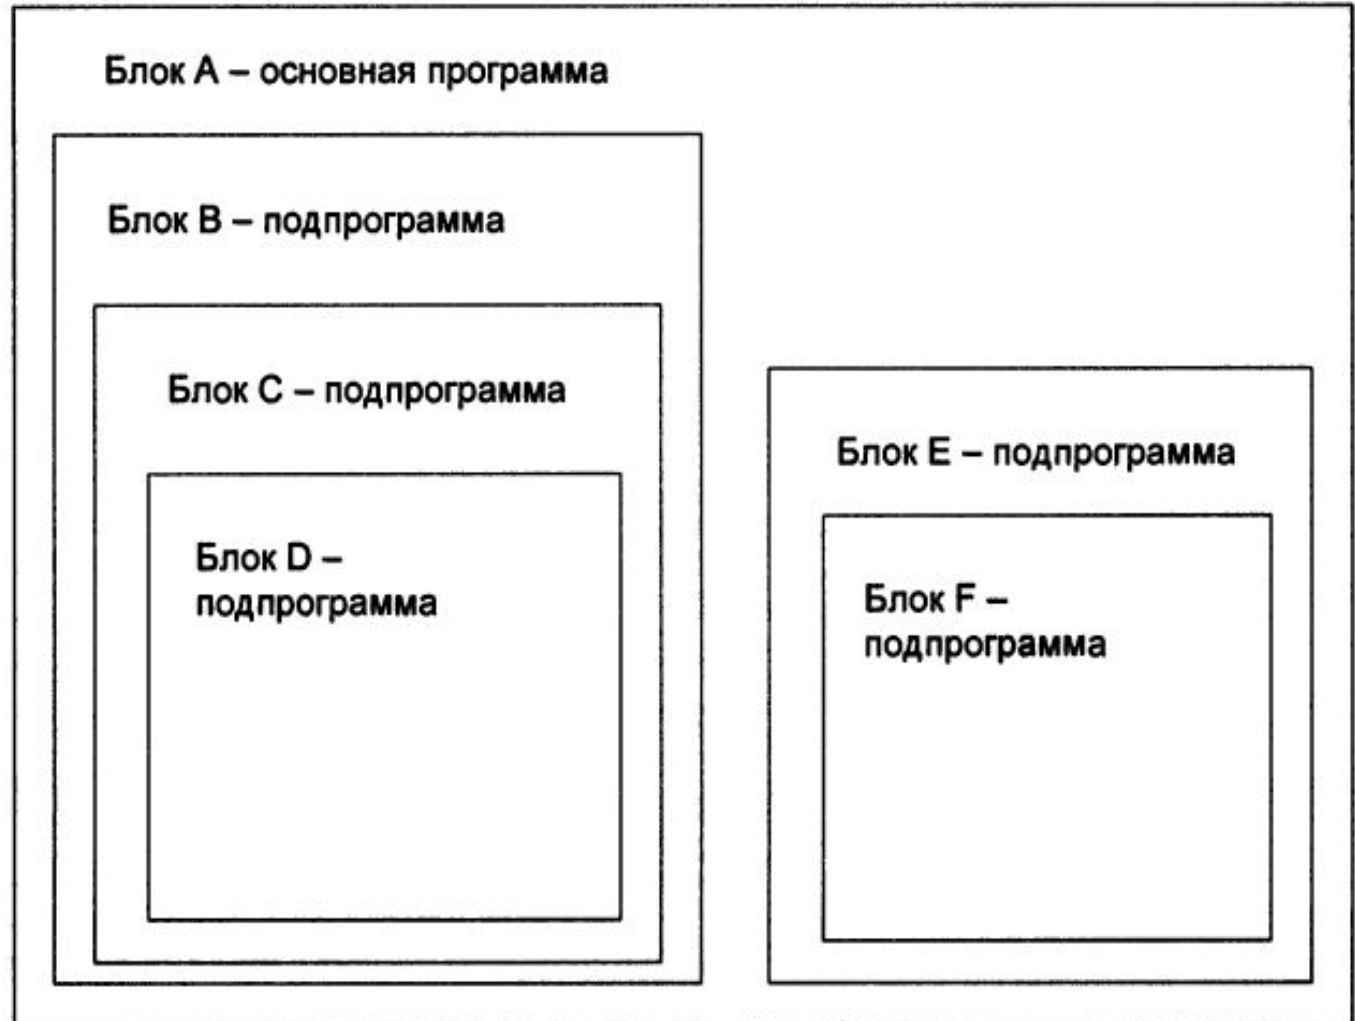 Блок A – основная программа
Блок B – подпрограмма
Блок C – подпрограмма
Блок D –
подпрограмма
Блок E – подпрограмма
Блок F –
подпрограмма